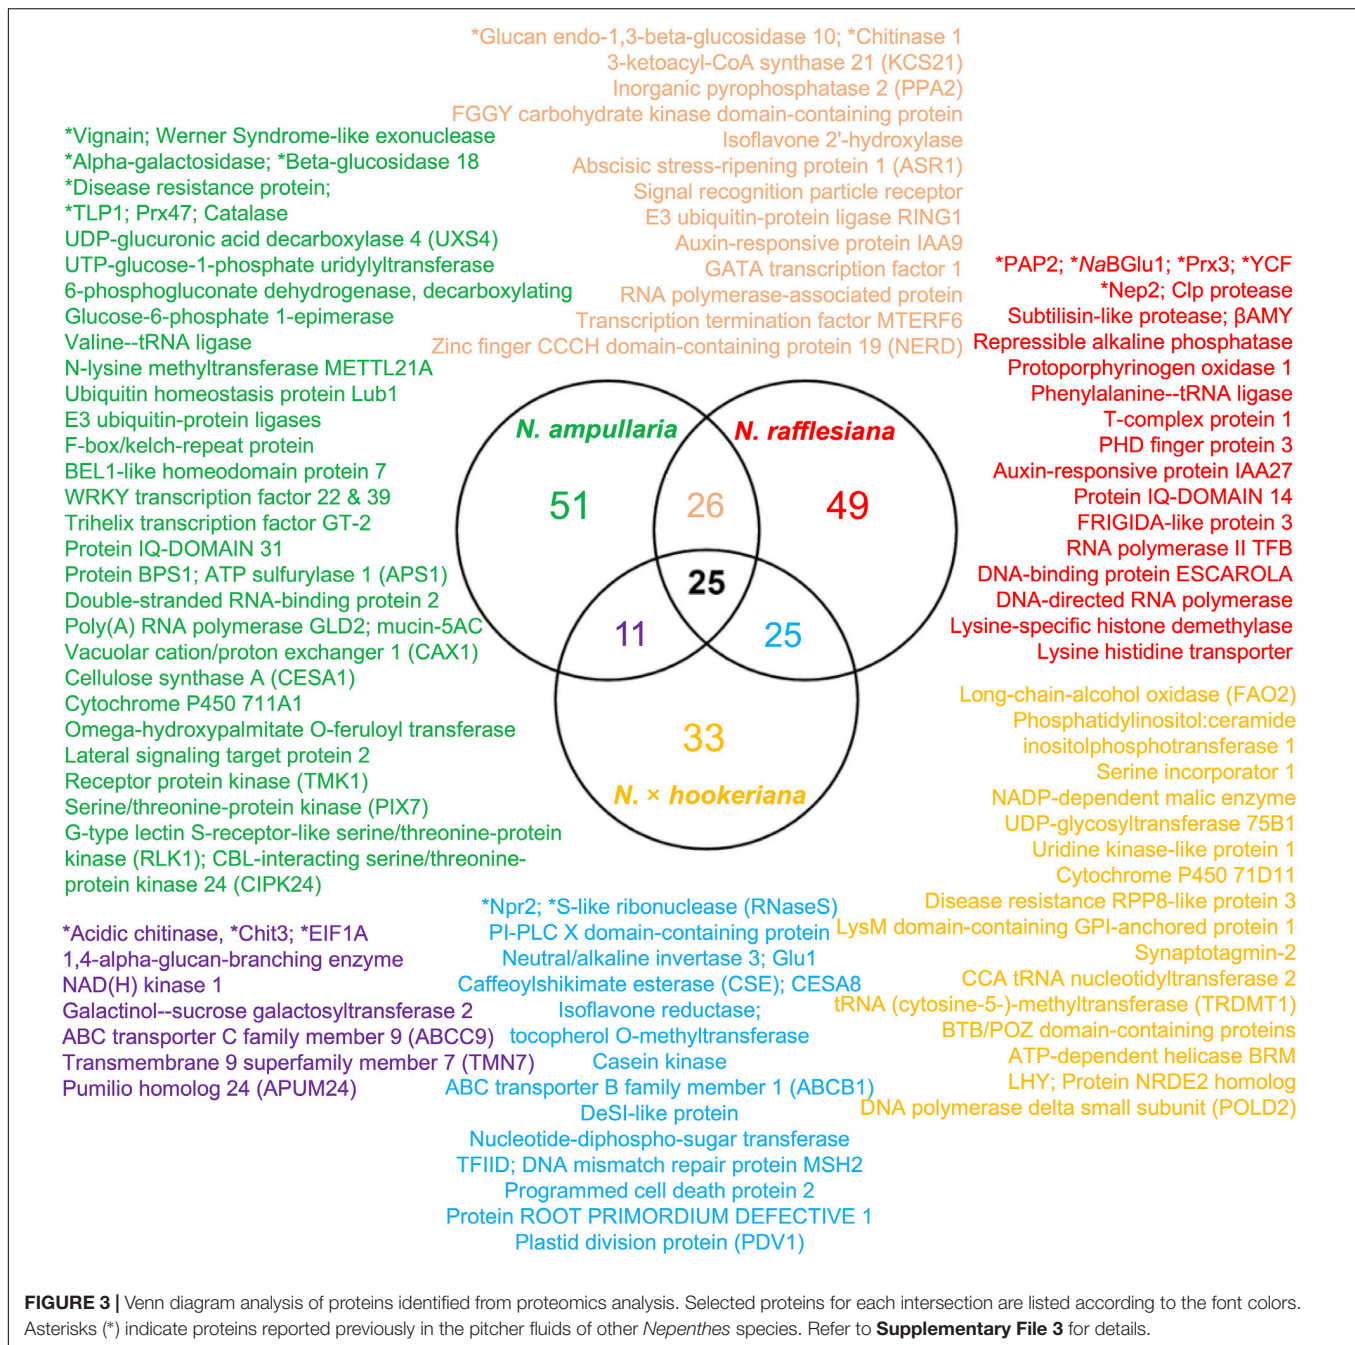 *Glucan endo-1,3-beta-glucosidase 10; *Chitinase 1
3-ketoacyl-CoA synthase 21 (KCS21)
Inorganic pyrophosphatase 2 (PPA2)
FGGY carbohydrate kinase domain-containing protein
Isoflavone 2'-hydroxylase
Abscisic stress-ripening protein 1 (ASR1)
Signal recognition particle receptor
E3 ubiquitin-protein ligase RING1
Auxin-responsive protein IAA9
GATA transcription factor 1
RNA polymerase-associated protein
Transcription termination factor MTERF6
Zinc finger CCCH domain-containing protein 19 (NERD)
*Vignain; Werner Syndrome-like exonuclease
*Alpha-galactosidase; *Beta-glucosidase 18
*Disease resistance protein;
*TLP1; Prx47; Catalase
UDP-glucuronic acid decarboxylase 4 (UXS4)
UTP-glucose-1-phosphate uridylyltransferase
6-phosphogluconate dehydrogenase, decarboxylating
Glucose-6-phosphate 1-epimerase
Valine--tRNA ligase
N-lysine methyltransferase METTL21A
Ubiquitin homeostasis protein Lub1
E3 ubiquitin-protein ligases
F-box/kelch-repeat protein
BEL1-like homeodomain protein 7
WRKY transcription factor 22 & 39
Trihelix transcription factor GT-2
Protein IQ-DOMAIN 31
Protein BPS1; ATP sulfurylase 1 (APS1)
Double-stranded RNA-binding protein 2
Poly(A) RNA polymerase GLD2; mucin-5AC
Vacuolar cation/proton exchanger 1 (CAX1)
Cellulose synthase A (CESA1)
Cytochrome P450 711A1
Omega-hydroxypalmitate O-feruloyl transferase
Lateral signaling target protein 2
Receptor protein kinase (TMK1)
Serine/threonine-protein kinase (PIX7)
G-type lectin S-receptor-like serine/threonine-protein
kinase (RLK1); CBL-interacting serine/threonine-
protein kinase 24 (CIPK24)
*PAP2; *NaBGlu1; *Prx3; *YCF
*Nep2; Clp protease
Subtilisin-like protease; βAMY
Repressible alkaline phosphatase
Protoporphyrinogen oxidase 1
Phenylalanine--tRNA ligase
T-complex protein 1
PHD finger protein 3
Auxin-responsive protein IAA27
Protein IQ-DOMAIN 14
FRIGIDA-like protein 3
RNA polymerase II TFB
DNA-binding protein ESCAROLA
DNA-directed RNA polymerase
Lysine-specific histone demethylase
Lysine histidine transporter
N. ampullaria
N. rafflesiana
51
26
49
25
11
25
33
N. × hookeriana
Long-chain-alcohol oxidase (FAO2)
Phosphatidylinositol:ceramide
inositolphosphotransferase 1
Serine incorporator 1
NADP-dependent malic enzyme
UDP-glycosyltransferase 75B1
Uridine kinase-like protein 1
Cytochrome P450 71D11
Disease resistance RPP8-like protein 3
LysM domain-containing GPI-anchored protein 1
Synaptotagmin-2
CCA tRNA nucleotidyltransferase 2
tRNA (cytosine-5-)-methyltransferase (TRDMT1)
BTB/POZ domain-containing proteins
ATP-dependent helicase BRM
LHY; Protein NRDE2 homolog
DNA polymerase delta small subunit (POLD2)
*Acidic chitinase, *Chit3; *EIF1A
1,4-alpha-glucan-branching enzyme
NAD(H) kinase 1
Galactinol--sucrose galactosyltransferase 2
ABC transporter C family member 9 (ABCC9)
Transmembrane 9 superfamily member 7 (TMN7)
Pumilio homolog 24 (APUM24)
*Npr2; *S-like ribonuclease (RNaseS)
PI-PLC X domain-containing protein
Neutral/alkaline invertase 3; Glu1
Caffeoylshikimate esterase (CSE); CESA8
Isoflavone reductase;
tocopherol O-methyltransferase
Casein kinase
ABC transporter B family member 1 (ABCB1)
DeSI-like protein
Nucleotide-diphospho-sugar transferase
TFIID; DNA mismatch repair protein MSH2
Programmed cell death protein 2
Protein ROOT PRIMORDIUM DEFECTIVE 1
Plastid division protein (PDV1)
FIGURE 3 | Venn diagram analysis of proteins identified from proteomics analysis. Selected proteins for each intersection are listed according to the font colors.
Asterisks (*) indicate proteins reported previously in the pitcher fluids of other Nepenthes species. Refer to Supplementary File 3 for details.